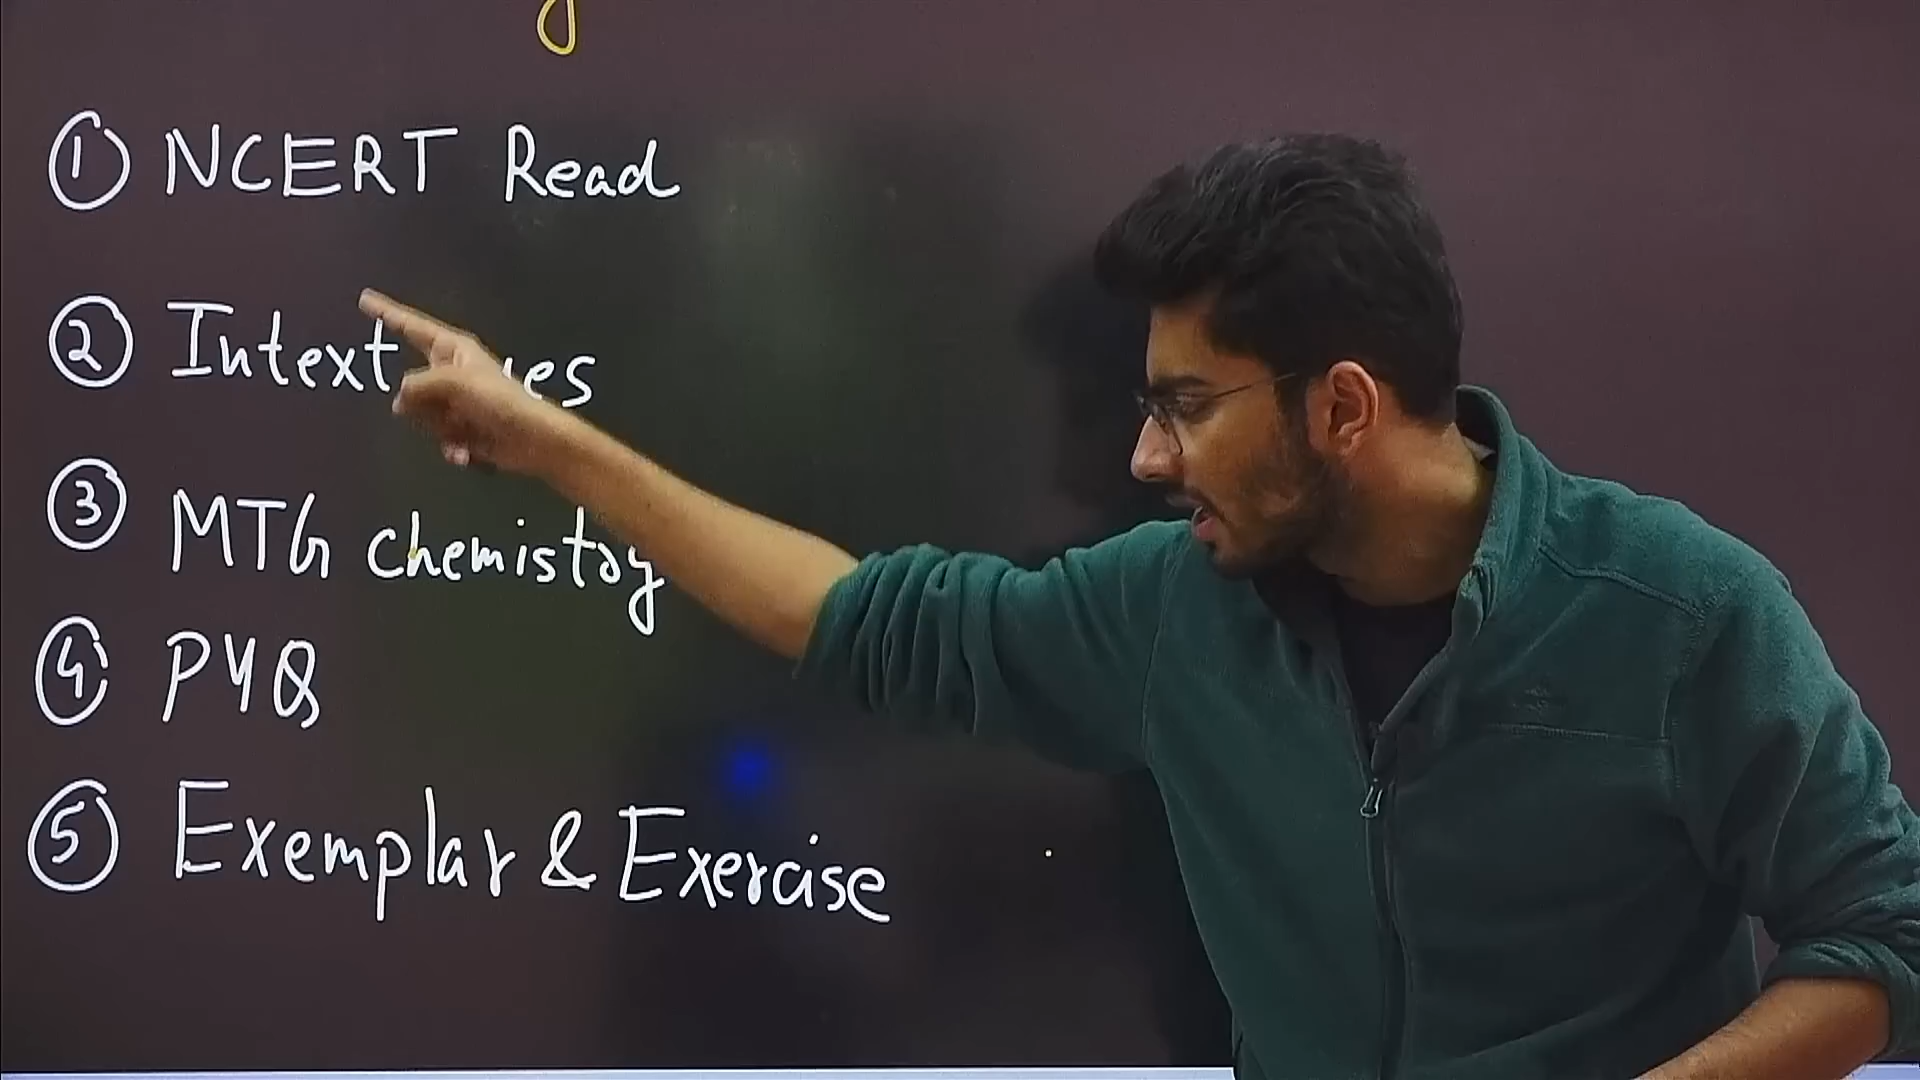 ① NCERT Read
② Intext
③ MTG chemistry
④ PYQ
⑤ Exemplar & Exercise